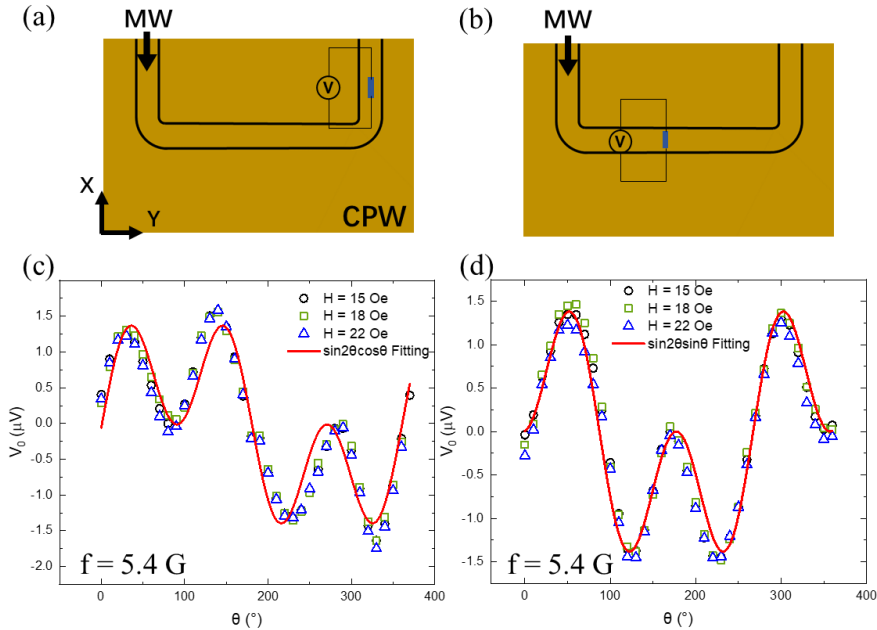 (a)
MW
V
X
Y
CPW
(b)
MW
V
(c)
H = 15 Oe
H = 18 Oe
H = 22 Oe
sin2θcosθ Fitting
V0 (μV)
1.5
1.0
0.5
0.0
-0.5
-1.0
-1.5
-2.0
f = 5.4 G
0 100 200 300 400
θ (°)
(d)
H = 15 Oe
H = 18 Oe
H = 22 Oe
sin2θsinθ Fitting
V0 (μV)
1.5
1.0
0.5
0.0
-0.5
-1.0
-1.5
f = 5.4 G
0 100 200 300 400
θ (°)